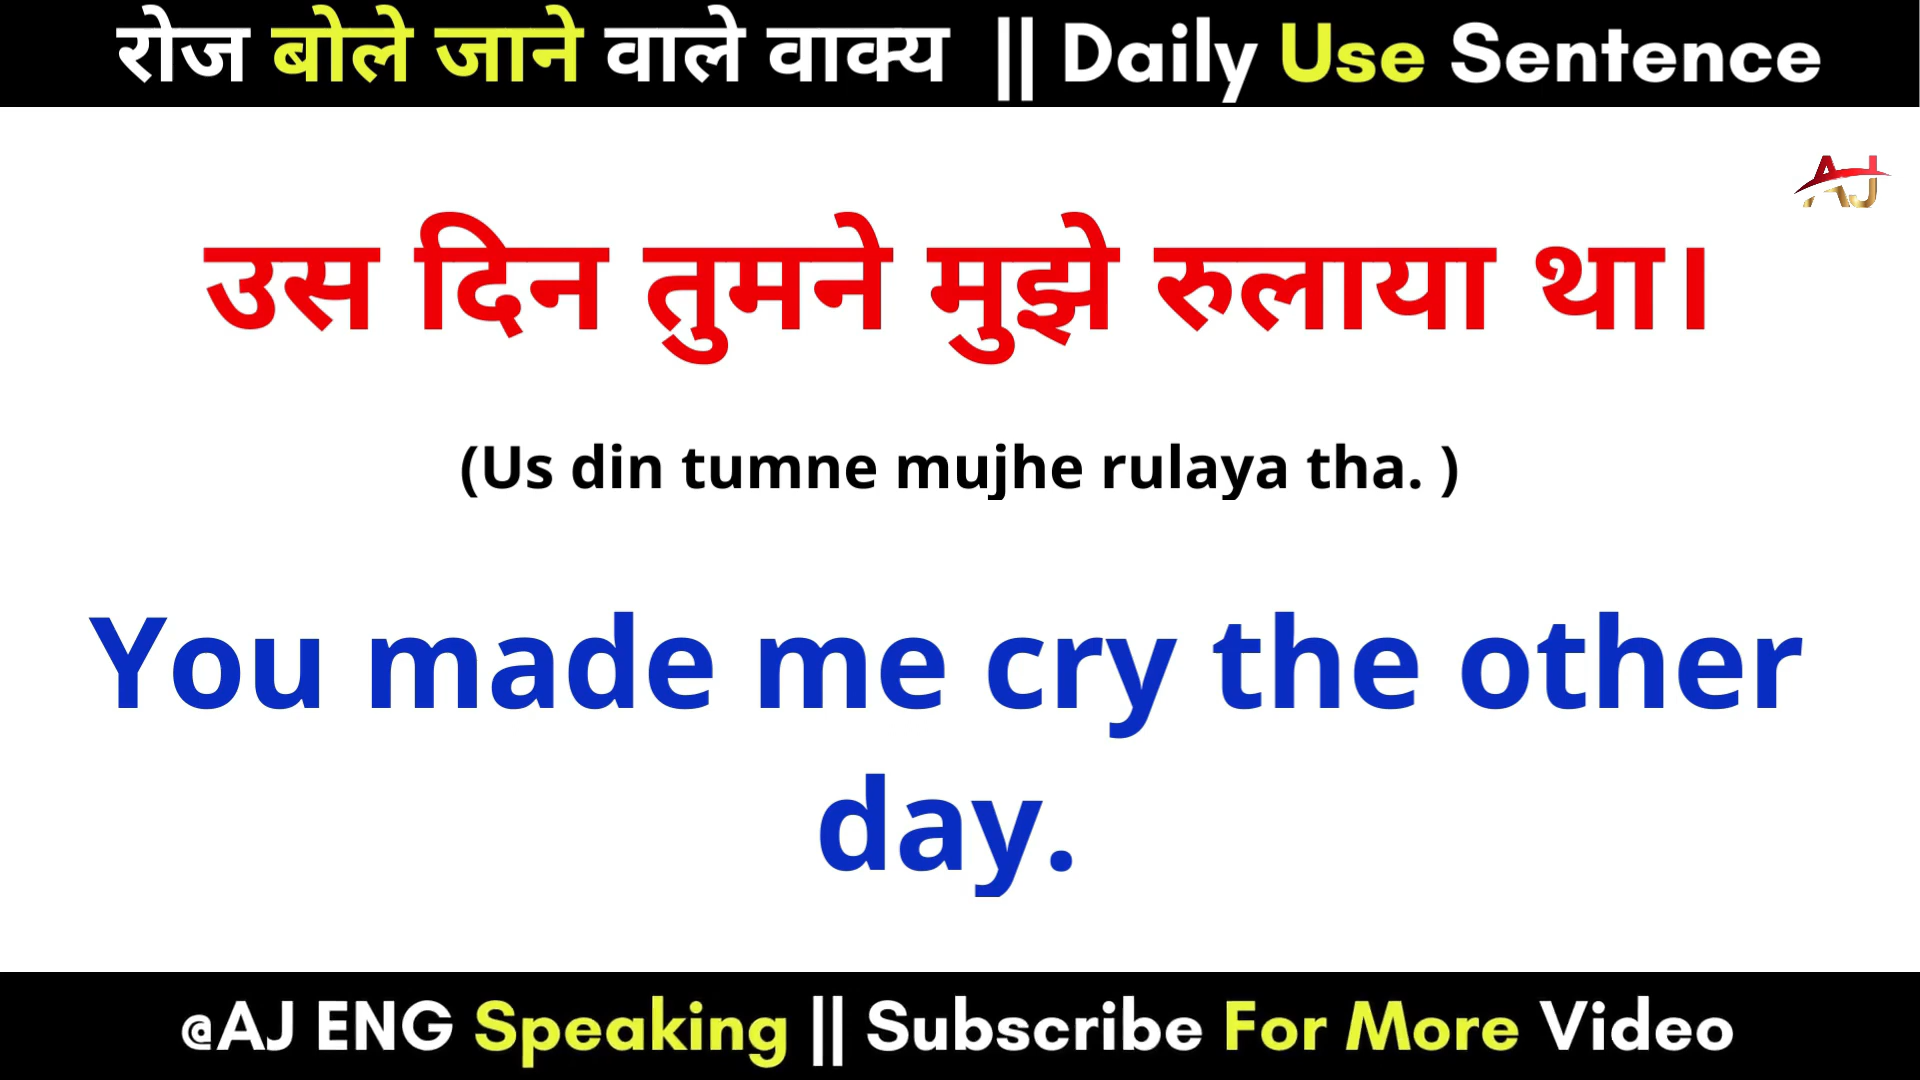 रोज बोले जाने वाले वाक्य || Daily Use Sentence
AJ
उस दिन तुमने मुझे रुलाया था।
(Us din tumne mujhe rulaya tha. )
You made me cry the other
day.
@AJ ENG Speaking || Subscribe For More Video